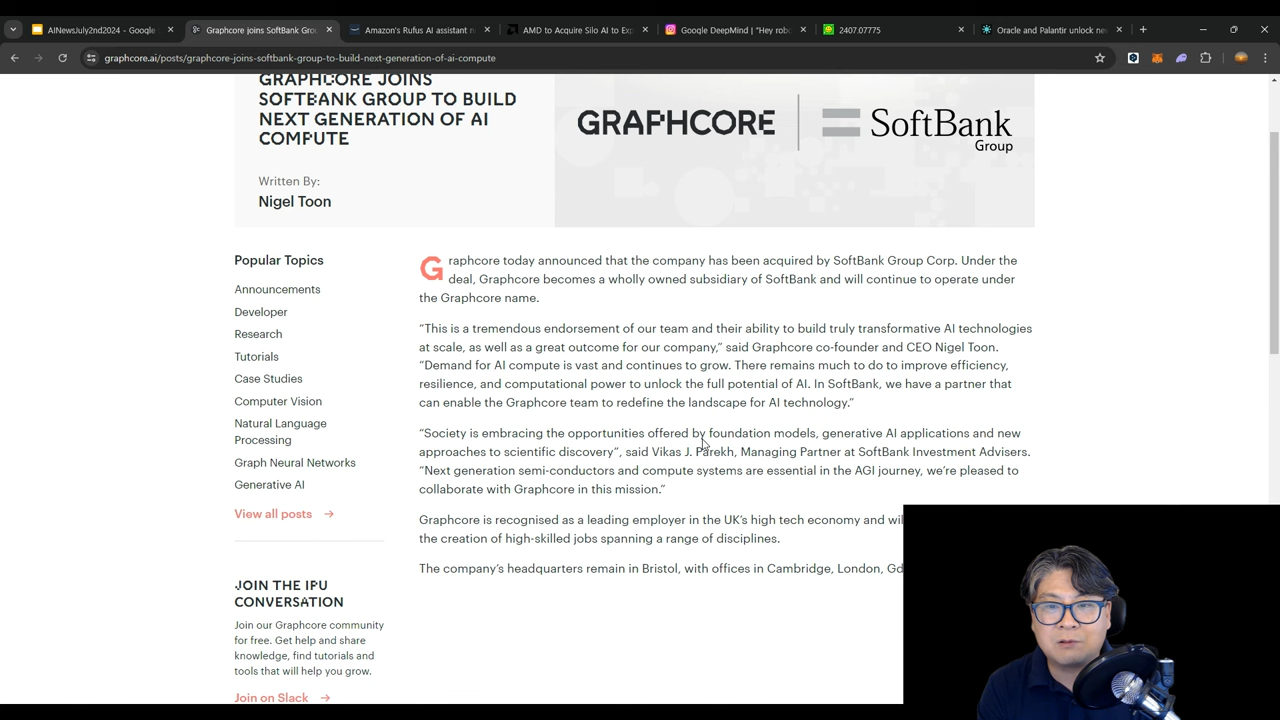 AINewsJuly2nd2024 - Google
Graphcore joins SoftBank Gro
Amazon's Rufus AI assistant n
AMD to Acquire Silo AI to Exp
Google DeepMind | "Hey rob
2407.07775
Oracle and Palantir unlock ne
graphcore.ai/posts/graphcore-joins-softbank-group-to-build-next-generation-of-ai-compute
GRAPHCORE JOINS
SOFTBANK GROUP TO BUILD
NEXT GENERATION OF AI
COMPUTE
Written By:
Nigel Toon
GRAPHCORE
SoftBank
Group
Popular Topics
Announcements
Developer
Research
Tutorials
Case Studies
Computer Vision
Natural Language
Processing
Graph Neural Networks
Generative AI
View all posts →
JOIN THE IPU
CONVERSATION
Join our Graphcore community
for free. Get help and share
knowledge, find tutorials and
tools that will help you grow.
Join on Slack →
Graphcore today announced that the company has been acquired by SoftBank Group Corp. Under the
deal, Graphcore becomes a wholly owned subsidiary of SoftBank and will continue to operate under
the Graphcore name.
“This is a tremendous endorsement of our team and their ability to build truly transformative AI technologies
at scale, as well as a great outcome for our company,” said Graphcore co-founder and CEO Nigel Toon.
“Demand for AI compute is vast and continues to grow. There remains much to do to improve efficiency,
resilience, and computational power to unlock the full potential of AI. In SoftBank, we have a partner that
can enable the Graphcore team to redefine the landscape for AI technology.”
“Society is embracing the opportunities offered by foundation models, generative AI applications and new
approaches to scientific discovery”, said Vikas J. Parekh, Managing Partner at SoftBank Investment Advisers.
“Next generation semi-conductors and compute systems are essential in the AGI journey, we’re pleased to
collaborate with Graphcore in this mission.”
Graphcore is recognised as a leading employer in the UK’s high tech economy and wil
the creation of high-skilled jobs spanning a range of disciplines.
The company’s headquarters remain in Bristol, with offices in Cambridge, London, Gd